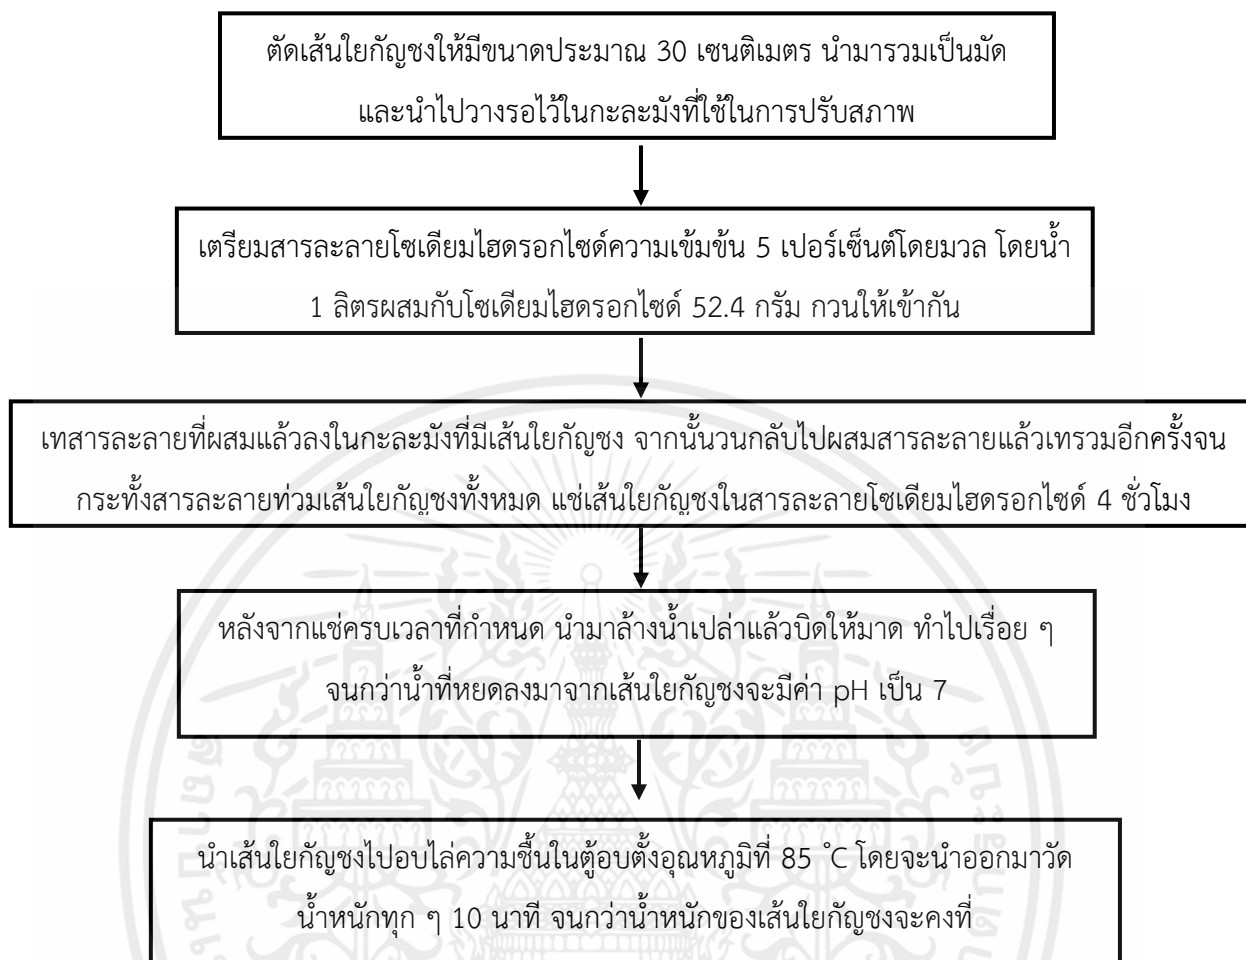 ตัดเส้นใยกัญชงให้มีขนาดประมาณ 30 เซนติเมตร นำมารวมเป็นมัด
และนำไปวางรอไว้ในกะละมังที่ใช้ในการปรับสภาพ
เตรียมสารละลายโซเดียมไฮดรอกไซด์ความเข้มข้น 5 เปอร์เซ็นต์โดยมวล โดยน้ำ
1 ลิตรผสมกับโซเดียมไฮดรอกไซด์ 52.4 กรัม กวนให้เข้ากัน
เทสารละลายที่ผสมแล้วลงในกะละมังที่มีเส้นใยกัญชง จากนั้นวนกลับไปผสมสารละลายแล้วเทรวมอีกครั้งจน
กระทั้งสารละลายท่วมเส้นใยกัญชงทั้งหมด แช่เส้นใยกัญชงในสารละลายโซเดียมไฮดรอกไซด์ 4 ชั่วโมง
หลังจากแช่ครบเวลาที่กำหนด นำมาล้างน้ำเปล่าแล้วบิดให้มาด ทำไปเรื่อย ๆ
จนกว่าน้ำที่หยดลงมาจากเส้นใยกัญชงจะมีค่า pH เป็น 7
นำเส้นใยกัญชงไปอบไล่ความชื้นในตู้อบตั้งอุณหภูมิที่ 85 °C โดยจะนำออกมาวัด
น้ำหนักทุก ๆ 10 นาที จนกว่าน้ำหนักของเส้นใยกัญชงจะคงที่